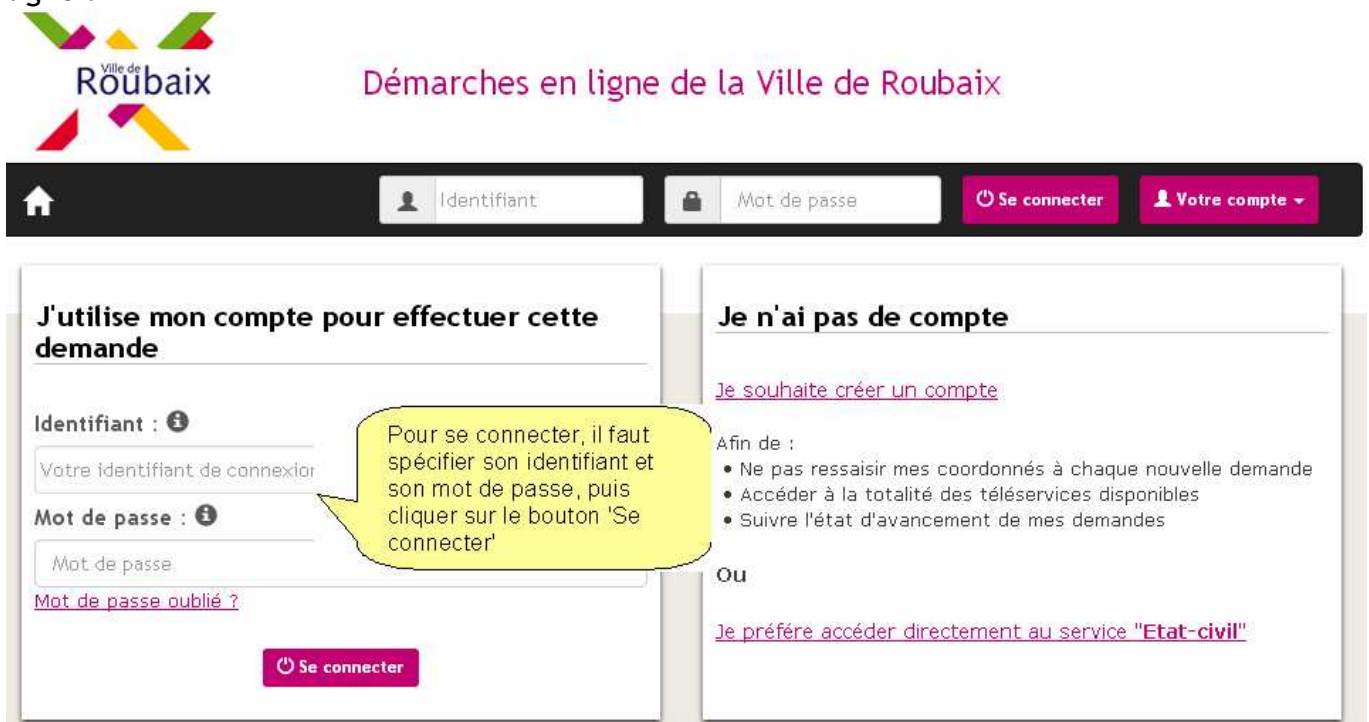 Ville de
Roubaix
Démarches en ligne de la Ville de Roubaix
Identifiant
Mot de passe
Se connecter
Votre compte
J'utilise mon compte pour effectuer cette
demande
Identifiant :
Votre identifiant de connexion
Mot de passe :
Mot de passe
Mot de passe oublié ?
Se connecter
Pour se connecter, il faut
spécifier son identifiant et
son mot de passe, puis
cliquer sur le bouton 'Se
connecter'
Je n'ai pas de compte
Je souhaite créer un compte
Afin de :
• Ne pas ressaisir mes coordonnés à chaque nouvelle demande
• Accéder à la totalité des téléservices disponibles
• Suivre l'état d'avancement de mes demandes
Ou
Je préfére accéder directement au service "Etat-civil"